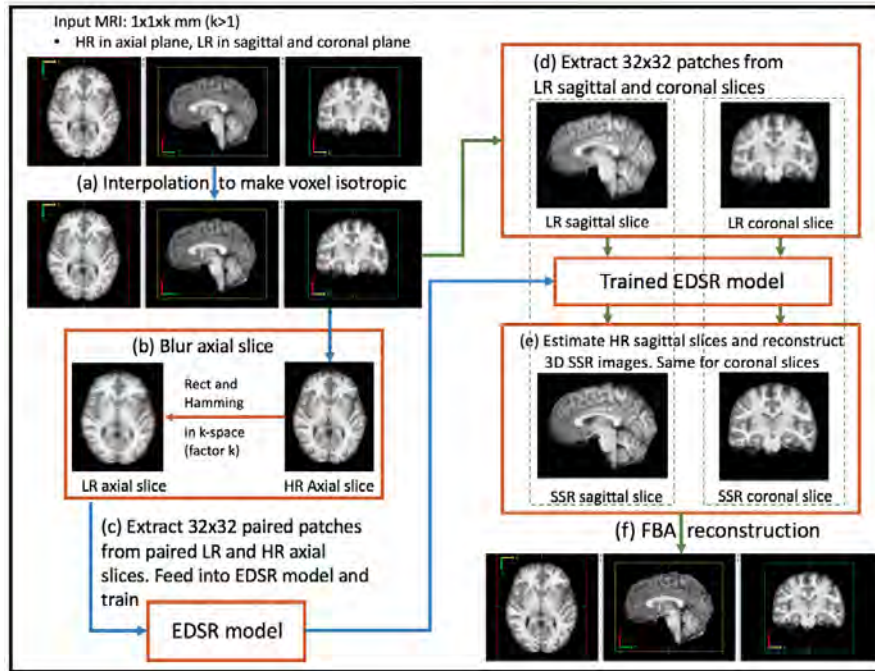 Input MRI: 1x1xk mm (k>1)
• HR in axial plane, LR in sagittal and coronal plane
(a) Interpolation to make voxel isotropic
(b) Blur axial slice
Rect and
Hamming
in k-space
(factor k)
LR axial slice
HR Axial slice
(c) Extract 32x32 paired patches
from paired LR and HR axial
slices. Feed into EDSR model and
train
EDSR model
(d) Extract 32x32 patches from
LR sagittal and coronal slices
LR sagittal slice
LR coronal slice
Trained EDSR model
(e) Estimate HR sagittal slices and reconstruct
3D SSR images. Same for coronal slices
SSR sagittal slice
SSR coronal slice
(f) FBA reconstruction